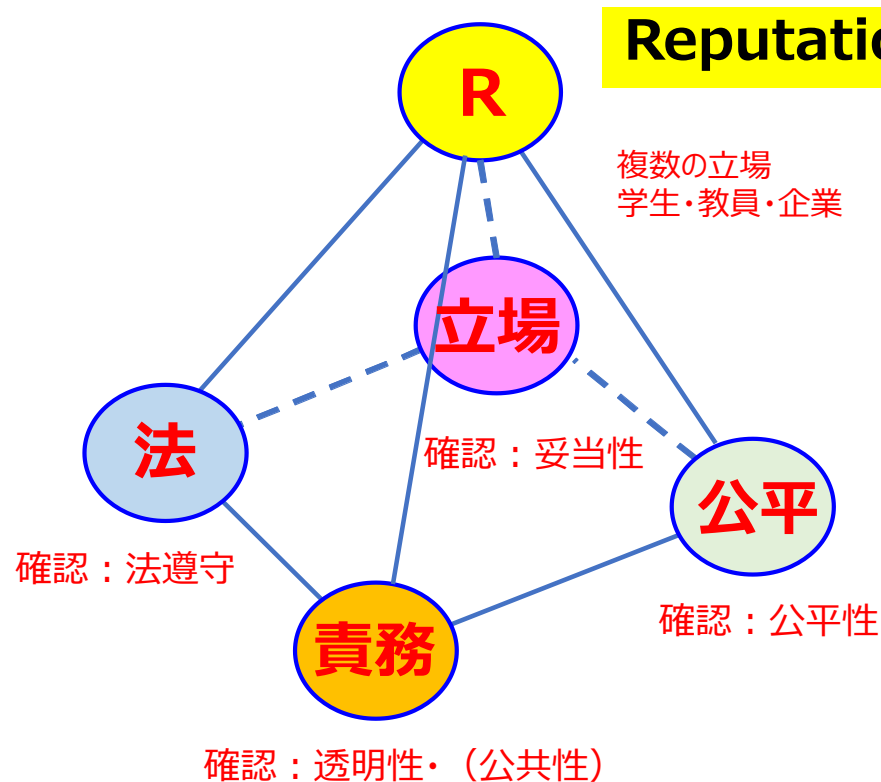 R
複数の立場
学生・教員・企業
立場
法
確認：妥当性
公平
確認：法遵守
確認：公平性
責務
確認：透明性・（公共性）